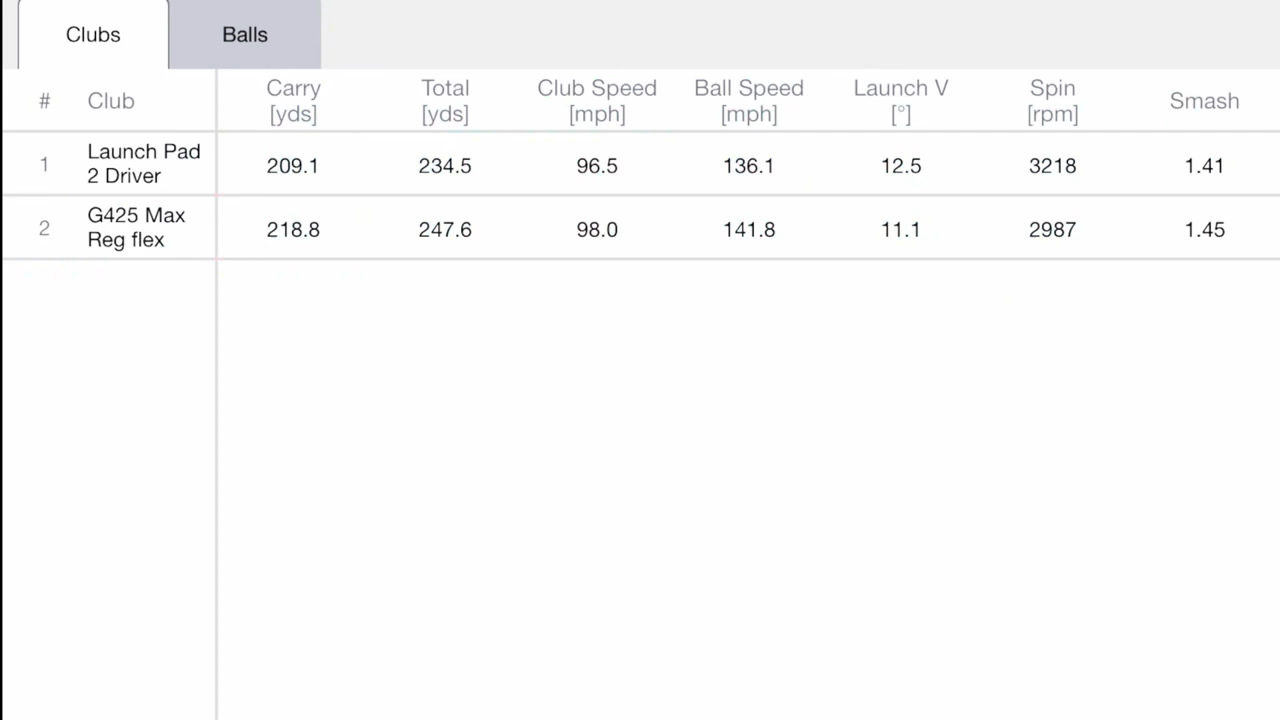 Clubs Balls
# Club Carry [yds] Total [yds] Club Speed [mph] Ball Speed [mph] Launch V [°] Spin [rpm] Smash
1 Launch Pad 2 Driver 209.1 234.5 96.5 136.1 12.5 3218 1.41
2 G425 Max Reg flex 218.8 247.6 98.0 141.8 11.1 2987 1.45